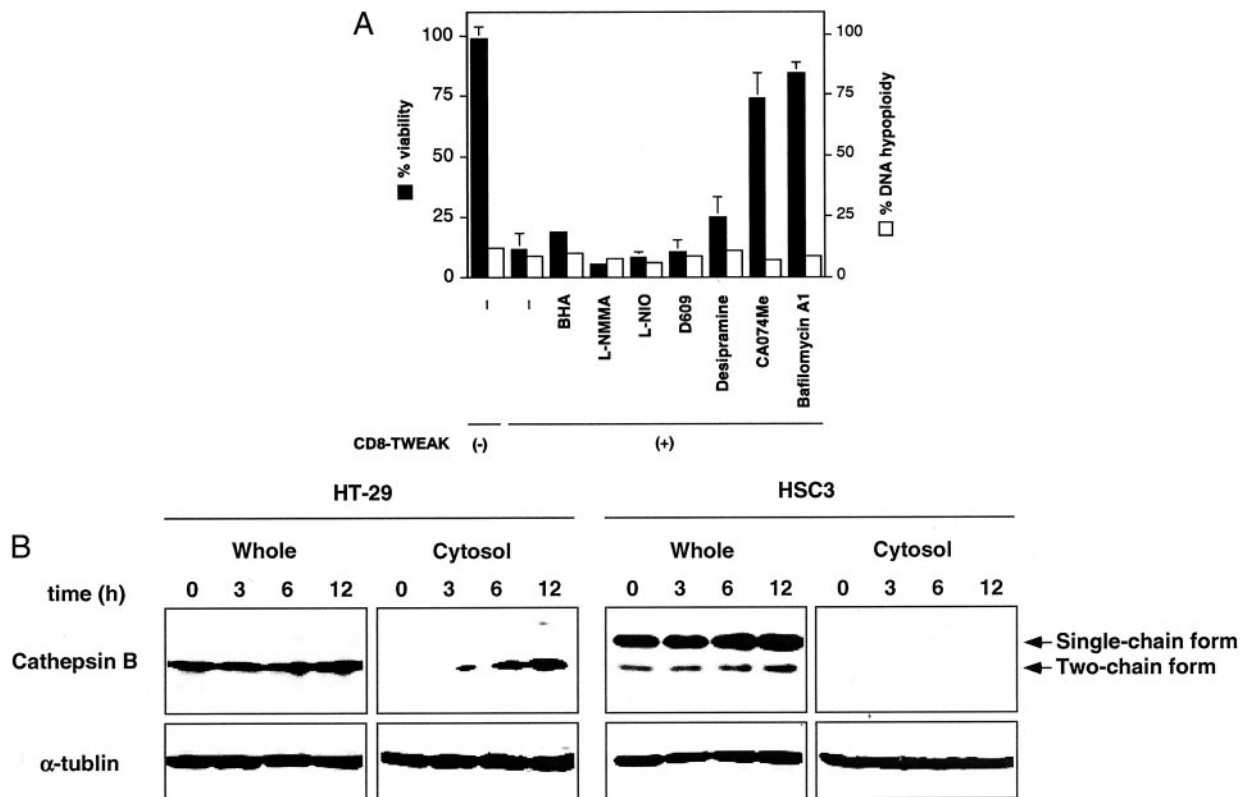 A
100
75
50
25
0
% viability
100
75
50
25
0
% DNA hypoploidy
–
–
BHA
L-NMMA
L-NIO
D609
Desipramine
CA074Me
Bafilomycin A1
CD8-TWEAK (-) (+)
HT-29 HSC3
B
Whole Cytosol Whole Cytosol
time (h) 0 3 6 12 0 3 6 12 0 3 6 12 0 3 6 12
Cathepsin B
Single-chain form
Two-chain form
α-tublin